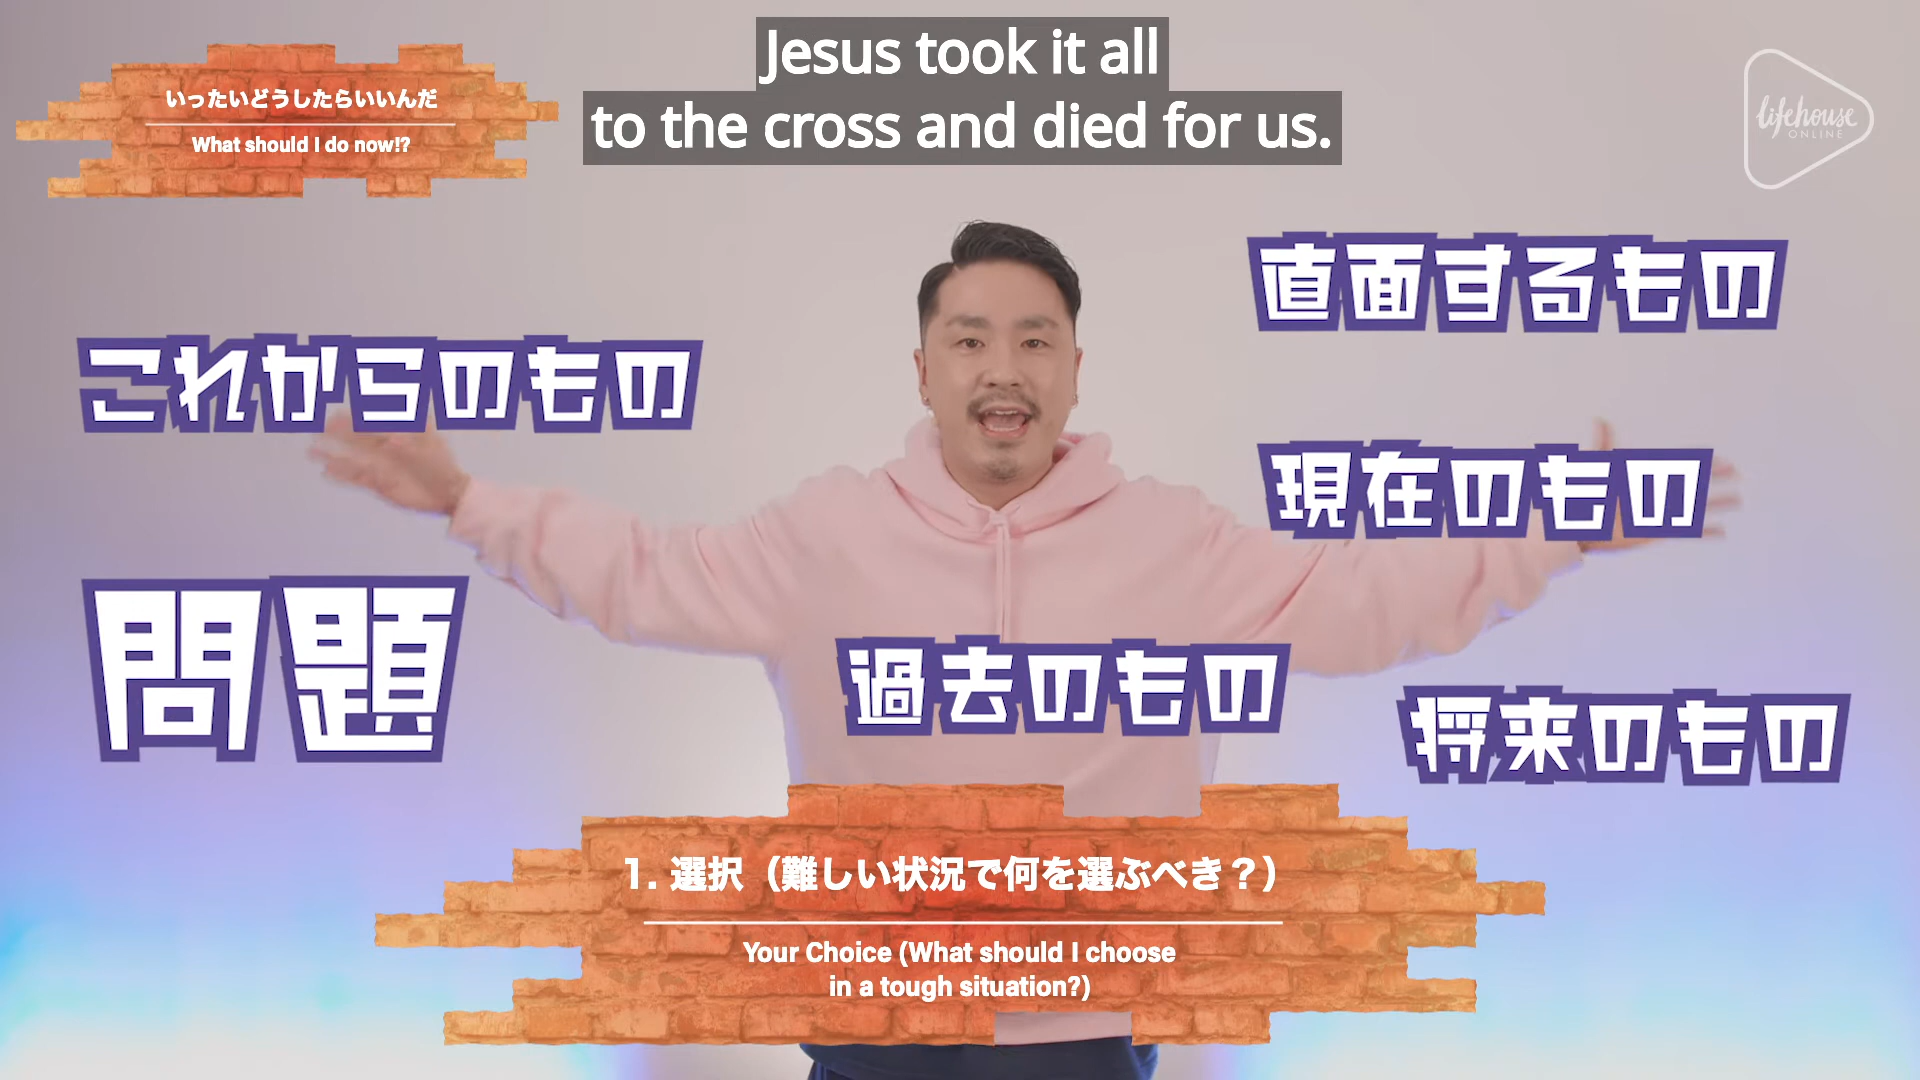 Jesus took it all
to the cross and died for us.
いったいどうしたらいいんだ
What should I do now!?
lifehouse
ONLINE
直面するもの
これからのもの
現在のもの
問題
過去のもの
将来のもの
1. 選択（難しい状況で何を選ぶべき？）
Your Choice (What should I choose
in a tough situation?)